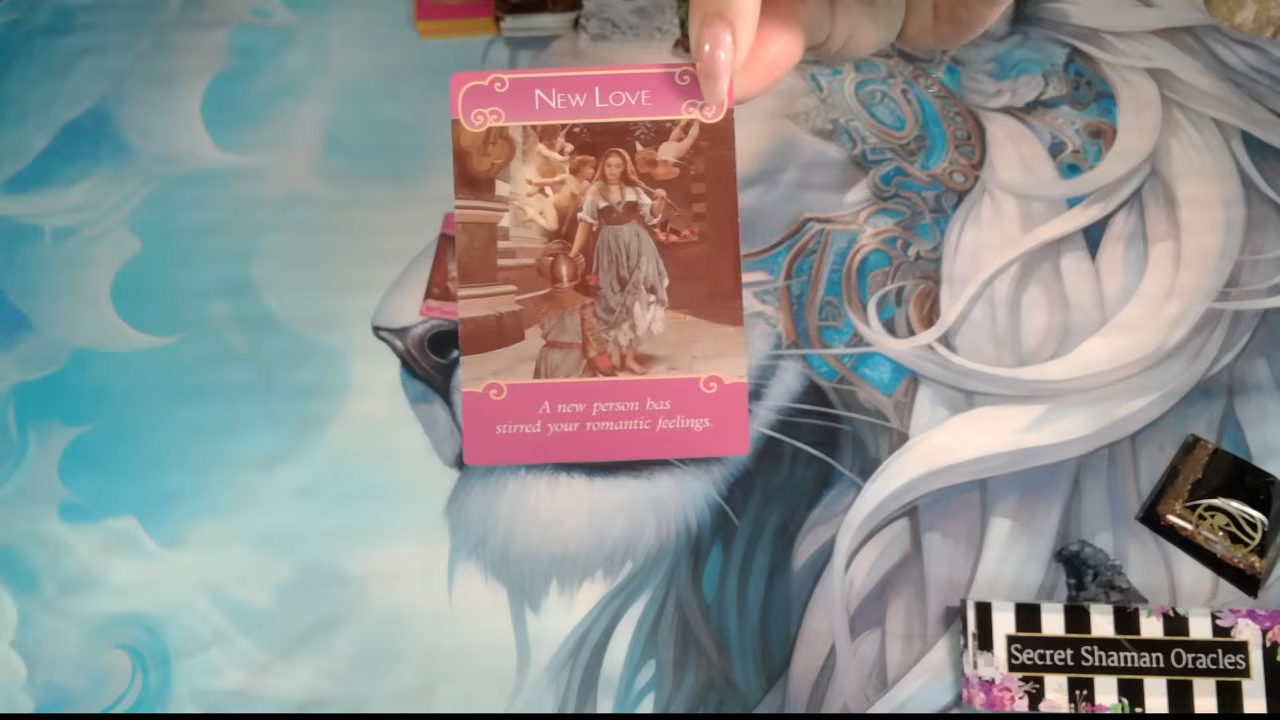 New Love
A new person has
stirred your romantic feelings.
Secret Shaman Oracles